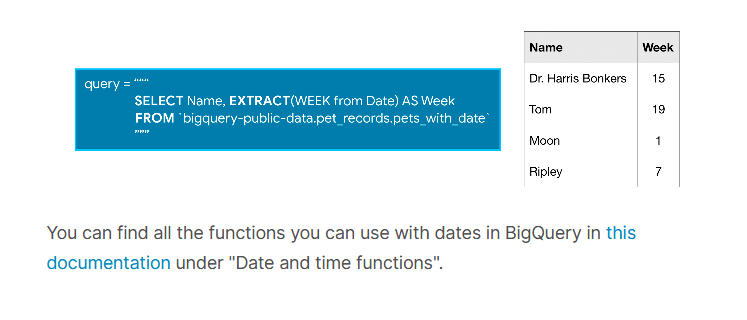 query = """
SELECT Name, EXTRACT(WEEK from Date) AS Week
FROM `bigquery-public-data.pet_records.pets_with_date`
"""
Name Week
Dr. Harris Bonkers 15
Tom 19
Moon 1
Ripley 7
You can find all the functions you can use with dates in BigQuery in this
documentation under "Date and time functions".